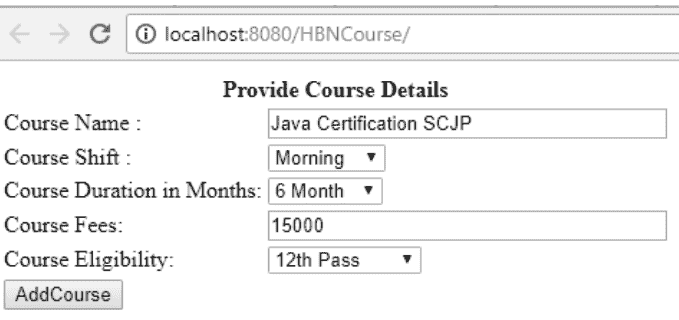 localhost:8080/HBNCourse/
Provide Course Details
Course Name : Java Certification SCJP
Course Shift : Morning
Course Duration in Months: 6 Month
Course Fees: 15000
Course Eligibility: 12th Pass
AddCourse